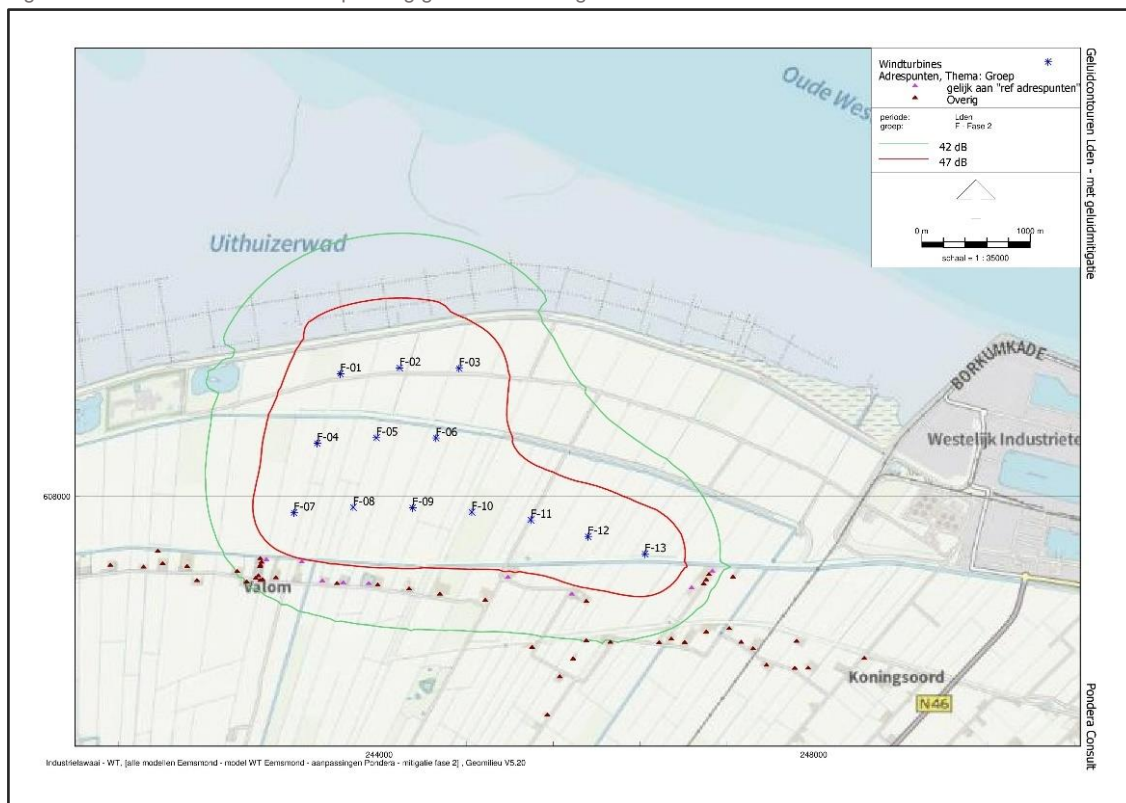 Oude Wes
Uithuizerwad
Windturbines
Adrespunten, Thema: Groep
gelijk aan "ref adrespunten"
Overig
periode: Lden
groep: F - Fase 2
42 dB
47 dB
0 m 1000 m
schaal = 1 : 35000
Geluidcontouren Lden - met geluidmitigatie
F-01
F-02
F-03
F-04
F-05
F-06
BORKUMKADE
Westelijk Industriete
608000
F-07
F-08
F-09
F-10
F-11
F-12
F-13
Valom
Koningsoord
N46
Pondera Consult
244000
248000
Industrielawaai - WT, [alle modellen Eemsmond - model WT Eemsmond - aanpassingen Pondera - mitigatie fase 2] , Geomilieu V5.20